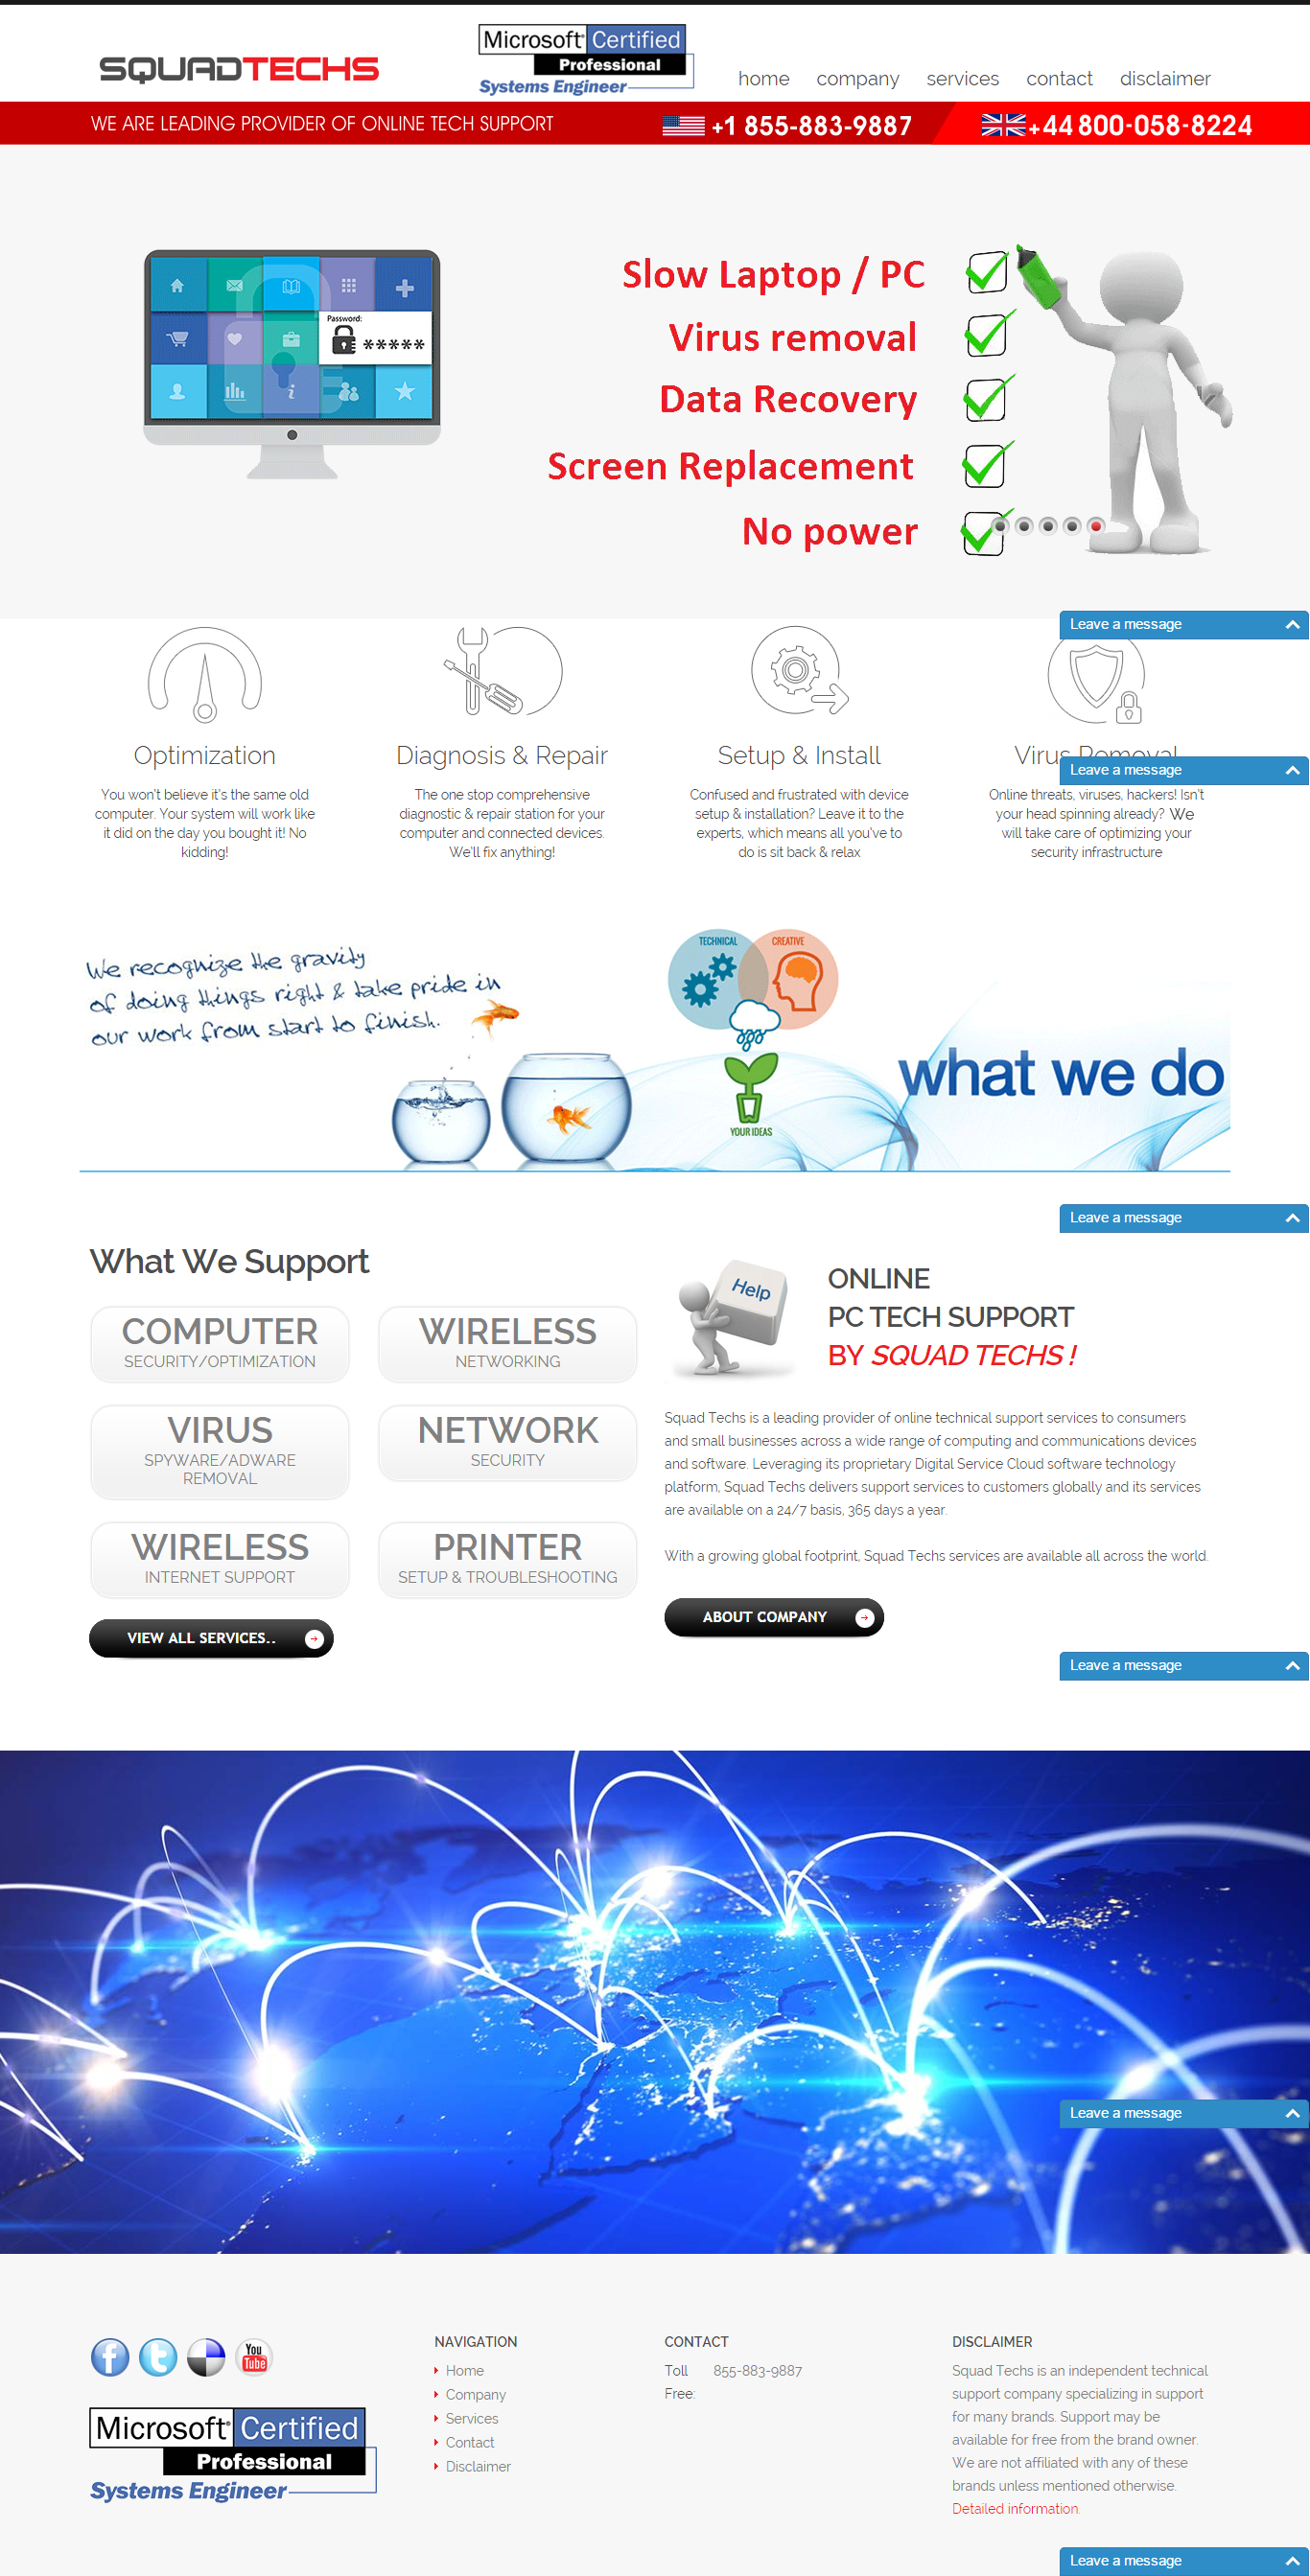 SQUADTECHS
Microsoft® Certified
Professional
Systems Engineer
home company services contact disclaimer
WE ARE LEADING PROVIDER OF ONLINE TECH SUPPORT
+1 855-883-9887
+44 800-058-8224
Password:
*****
Slow Laptop / PC
Virus removal
Data Recovery
Screen Replacement
No power
Leave a message
Optimization
You won't believe it's the same old
computer. Your system will work like
it did on the day you bought it! No
kidding!
Diagnosis & Repair
The one stop comprehensive
diagnostic & repair station for your
computer and connected devices.
We'll fix anything!
Setup & Install
Confused and frustrated with device
setup & installation? Leave it to the
experts, which means all you've to
do is sit back & relax
Virus Removal
Leave a message
Online threats, viruses, hackers! Isn't
your head spinning already? We
will take care of optimizing your
security infrastructure
We recognize the gravity
of doing things right & take pride in
our work from start to finish.
TECHNICAL
CREATIVE
YOUR IDEAS
what we do
Leave a message
What We Support
COMPUTER
SECURITY/OPTIMIZATION
WIRELESS
NETWORKING
VIRUS
SPYWARE/ADWARE
REMOVAL
NETWORK
SECURITY
WIRELESS
INTERNET SUPPORT
PRINTER
SETUP & TROUBLESHOOTING
VIEW ALL SERVICES..
Help
ONLINE
PC TECH SUPPORT
BY SQUAD TECHS !
Squad Techs is a leading provider of online technical support services to consumers
and small businesses across a wide range of computing and communications devices
and software. Leveraging its proprietary Digital Service Cloud software technology
platform, Squad Techs delivers support services to customers globally and its services
are available on a 24/7 basis, 365 days a year.
With a growing global footprint, Squad Techs services are available all across the world.
ABOUT COMPANY
Leave a message
Leave a message
You
Tube
Microsoft® Certified
Professional
Systems Engineer
NAVIGATION
Home
Company
Services
Contact
Disclaimer
CONTACT
Toll Free: 855-883-9887
DISCLAIMER
Squad Techs is an independent technical
support company specializing in support
for many brands. Support may be
available for free from the brand owner.
We are not affiliated with any of these
brands unless mentioned otherwise.
Detailed information.
Leave a message